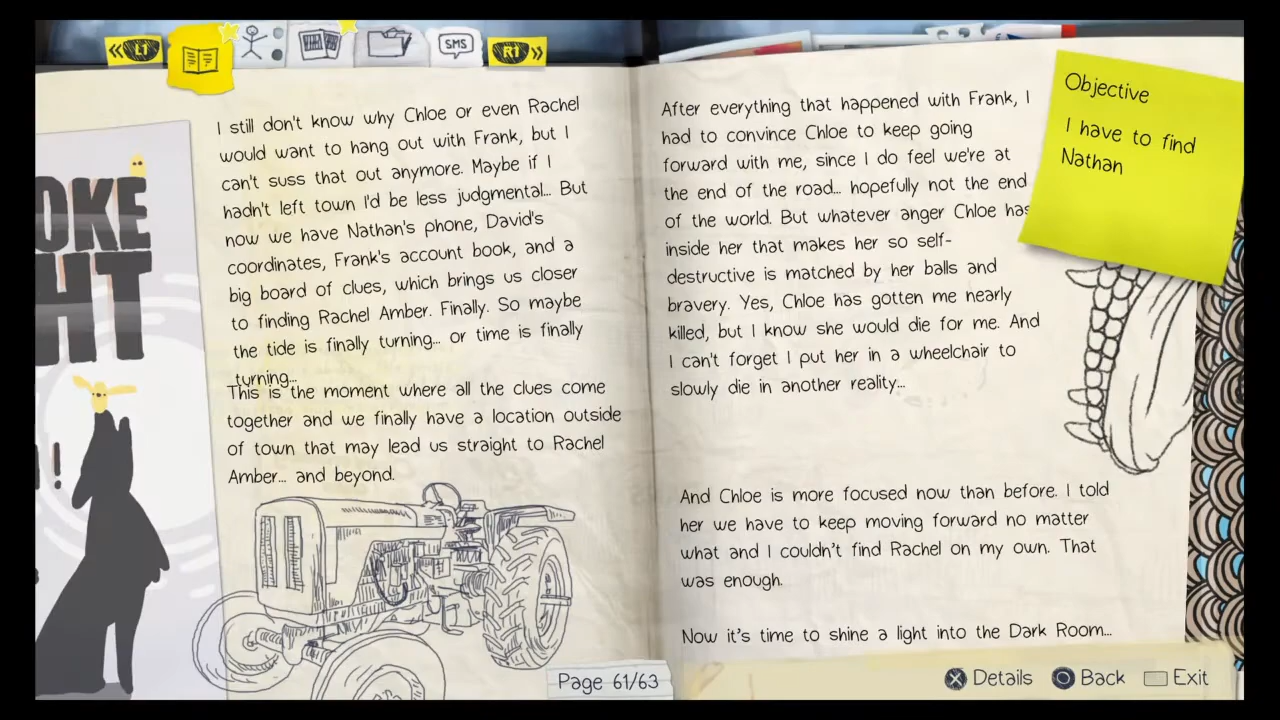 L1
SMS
R1
OKE
HT
!
I still don't know why Chloe or even Rachel
would want to hang out with Frank, but I
can't suss that out anymore. Maybe if I
hadn't left town I'd be less judgmental... But
now we have Nathan's phone, David's
coordinates, Frank's account book, and a
big board of clues, which brings us closer
to finding Rachel Amber. Finally. So maybe
the tide is finally turning... or time is finally
turning...
This is the moment where all the clues come
together and we finally have a location outside
of town that may lead us straight to Rachel
Amber... and beyond.
After everything that happened with Frank, I
had to convince Chloe to keep going
forward with me, since I do feel we're at
the end of the road... hopefully not the end
of the world. But whatever anger Chloe has
inside her that makes her so self-
destructive is matched by her balls and
bravery. Yes, Chloe has gotten me nearly
killed, but I know she would die for me. And
I can't forget I put her in a wheelchair to
slowly die in another reality...
And Chloe is more focused now than before. I told
her we have to keep moving forward no matter
what and I couldn't find Rachel on my own. That
was enough.
Now it's time to shine a light into the Dark Room...
Objective
I have to find
Nathan
Page 61/63
Details
Back
Exit